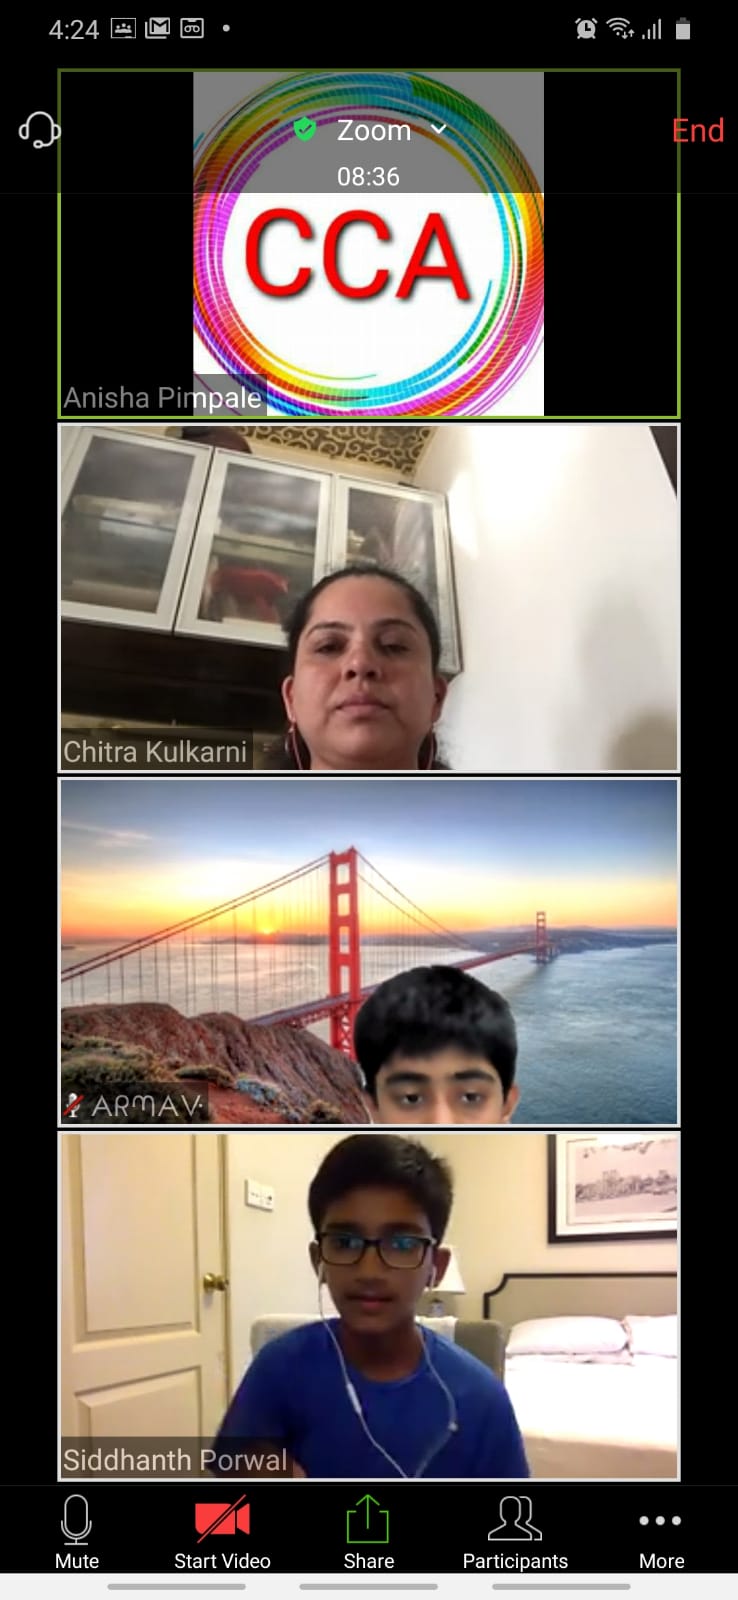 4:24
Zoom
End
08:36
CCA
Anisha Pimpale
Chitra Kulkarni
ARMAV.
Siddhanth Porwal
Mute
Start Video
Share
Participants
More